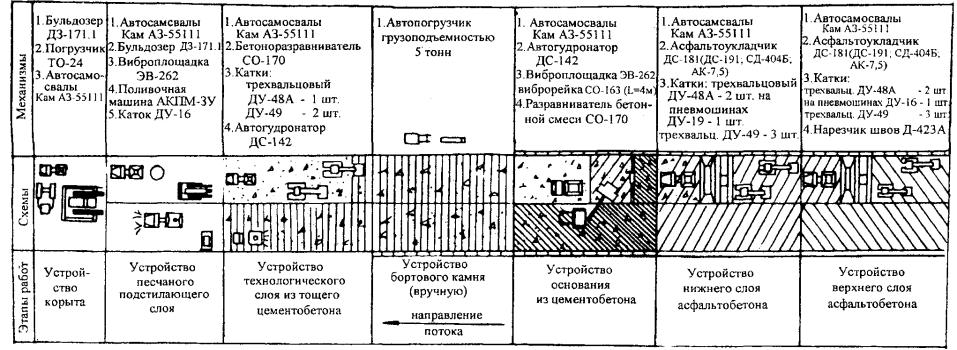 Механизмы
1. Бульдозер
ДЗ-171.1
2. Погрузчик
ТО-24
3. Автосамо-
свалы
Кам АЗ-55111
1. Автосамсвалы
Кам АЗ-55111
2. Бульдозер ДЗ-171.1
3. Виброплощадка
ЭВ-262
4. Поливочная
машина АКПМ-3У
5. Каток ДУ-16
1. Автосамосвалы
Кам АЗ-55111
2. Бетоноразравниватель
СО-170
3. Катки:
трехвальцовый
ДУ-48А - 1 шт.
ДУ-49 - 2 шт.
4. Автогудронатор
ДС-142
1. Автопогрузчик
грузоподъемностью
5 тонн
1. Автосамосвалы
Кам АЗ-55111
2. Автогудронатор
ДС-142
3. Виброплощадка ЭВ-262,
виброрейка СО-163 (L=4м)
4. Разравниватель бетон-
ной смеси СО-170
1. Автосамосвалы
Кам АЗ-55111
2. Асфальтоукладчик
ДС-181(ДС-191; СД-404Б;
АК-7,5)
3. Катки: трехвальцовый
ДУ-48А - 2 шт. на
пневмошинах
ДУ-19 - 1 шт.
трехвальц. ДУ-49 - 3 шт.
1. Автосамосвалы
Кам АЗ-55111
2. Асфальтоукладчик
ДС-181(ДС-191, СД-404Б,
АК-7,5)
3. Катки:
трехвальц. ДУ-48А - 2 шт
на пневмошинах ДУ-16 - 1 шт
трехвальц. ДУ-49 - 3 шт
4. Нарезчик швов Д-423А
Схемы
Этапы работ
Устрой-
ство
корыта
Устройство
песчаного
подстилающего
слоя
Устройство
технологического
слоя из тощего
цементобетона
Устройство
бортового камня
(вручную)
направление
потока
Устройство
основания
из цементобетона
Устройство
нижнего слоя
асфальтобетона
Устройство
верхнего слоя
асфальтобетона